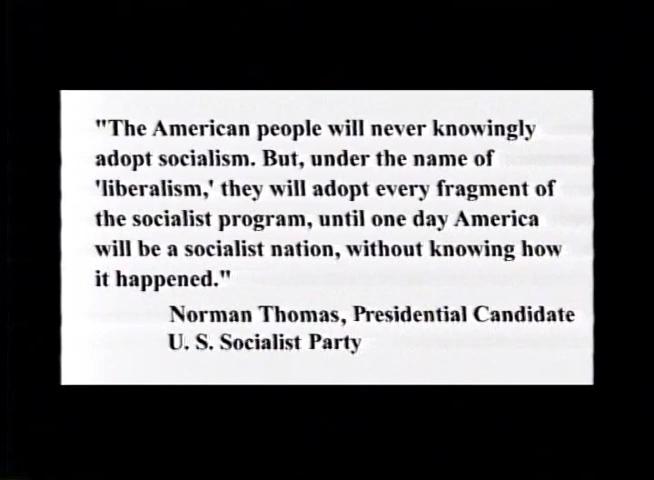 "The American people will never knowingly
adopt socialism. But, under the name of
'liberalism,' they will adopt every fragment of
the socialist program, until one day America
will be a socialist nation, without knowing how
it happened."
Norman Thomas, Presidential Candidate
U. S. Socialist Party